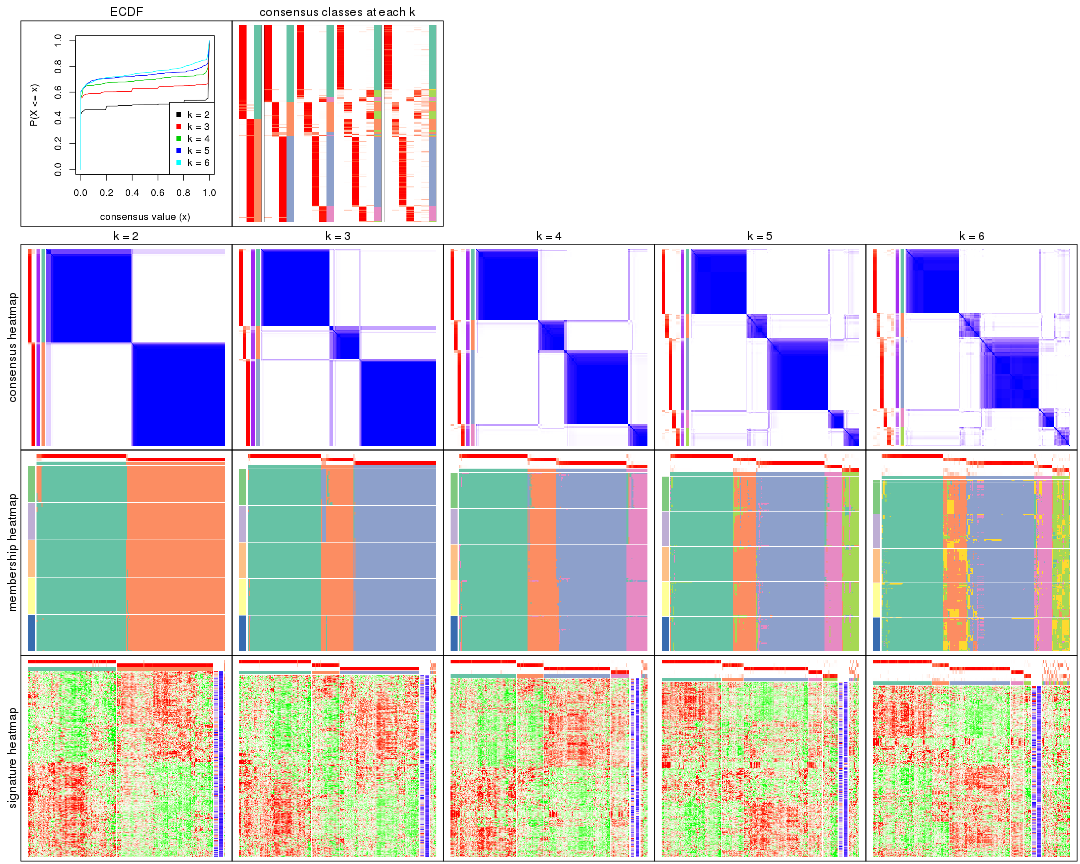 ECDF
consensus classes at each k
P(X <= x)
0.0 0.2 0.4 0.6 0.8 1.0
k = 2
k = 3
k = 4
k = 5
k = 6
0.0 0.2 0.4 0.6 0.8 1.0
consensus value (x)
k = 2 k = 3 k = 4 k = 5 k = 6
consensus heatmap
membership heatmap
signature heatmap